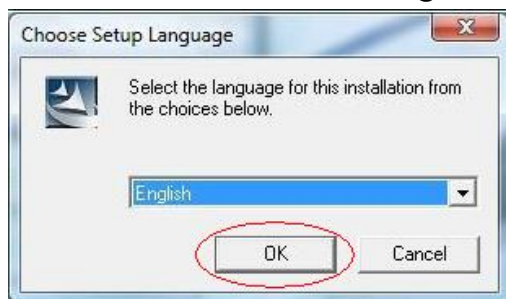 Choose Setup Language
Select the language for this installation from
the choices below.
English
OK
Cancel